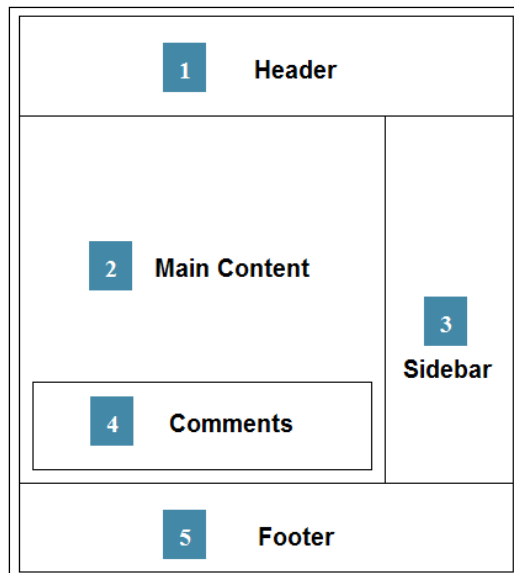 1 Header
2 Main Content
3
Sidebar
4 Comments
5 Footer